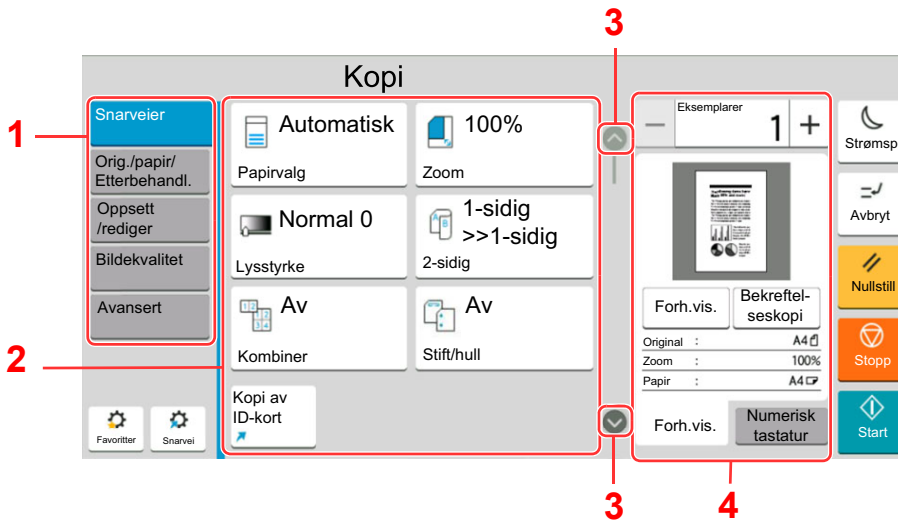 3
Kopi
1
Snarveier
Orig./papir/
Etterbehandl.
Oppsett
/rediger
Bildekvalitet
Avansert
Favoritter
Snarvei
2
Automatisk
Papirvalg
100%
Zoom
Normal 0
Lysstyrke
1-sidig
>>1-sidig
2-sidig
Av
Kombiner
Av
Stift/hull
Kopi av
ID-kort
3
Eksemplarer
1
Forh.vis.
Bekreftel-
seskopi
Original : A4
Zoom : 100%
Papir : A4
Forh.vis.
Numerisk
tastatur
4
Strømsp
Avbryt
Nullstill
Stopp
Start